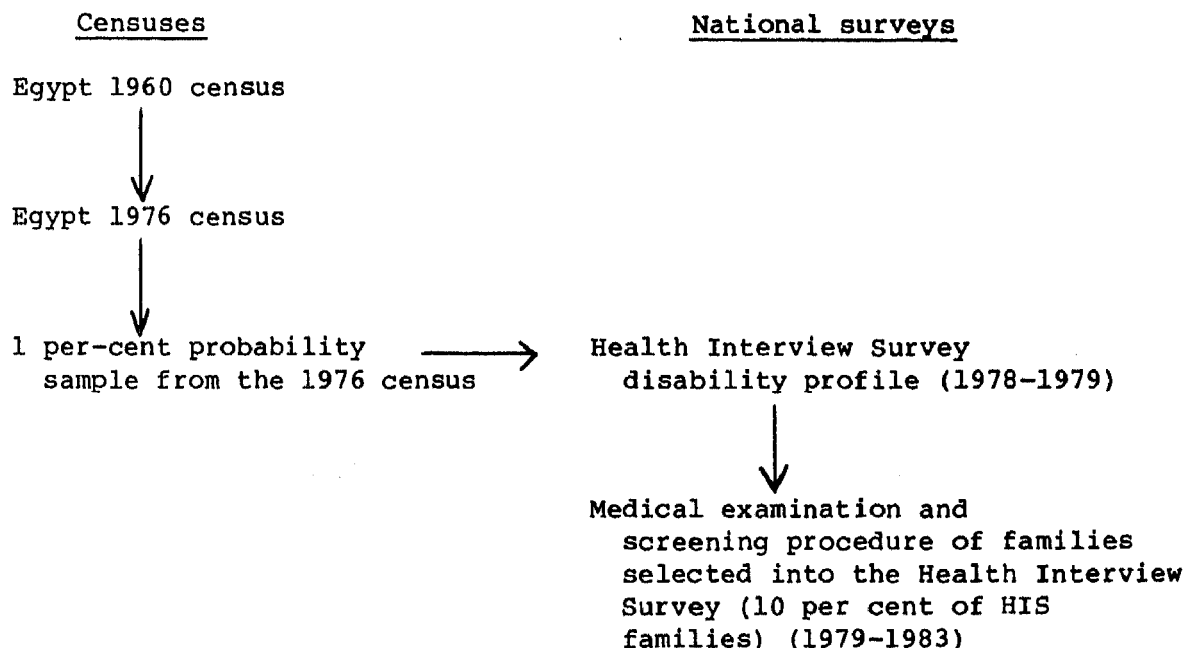 Censuses
National surveys
Egypt 1960 census
Egypt 1976 census
1 per-cent probability
sample from the 1976 census
Health Interview Survey
disability profile (1978-1979)
Medical examination and
screening procedure of families
selected into the Health Interview
Survey (10 per cent of HIS
families) (1979-1983)